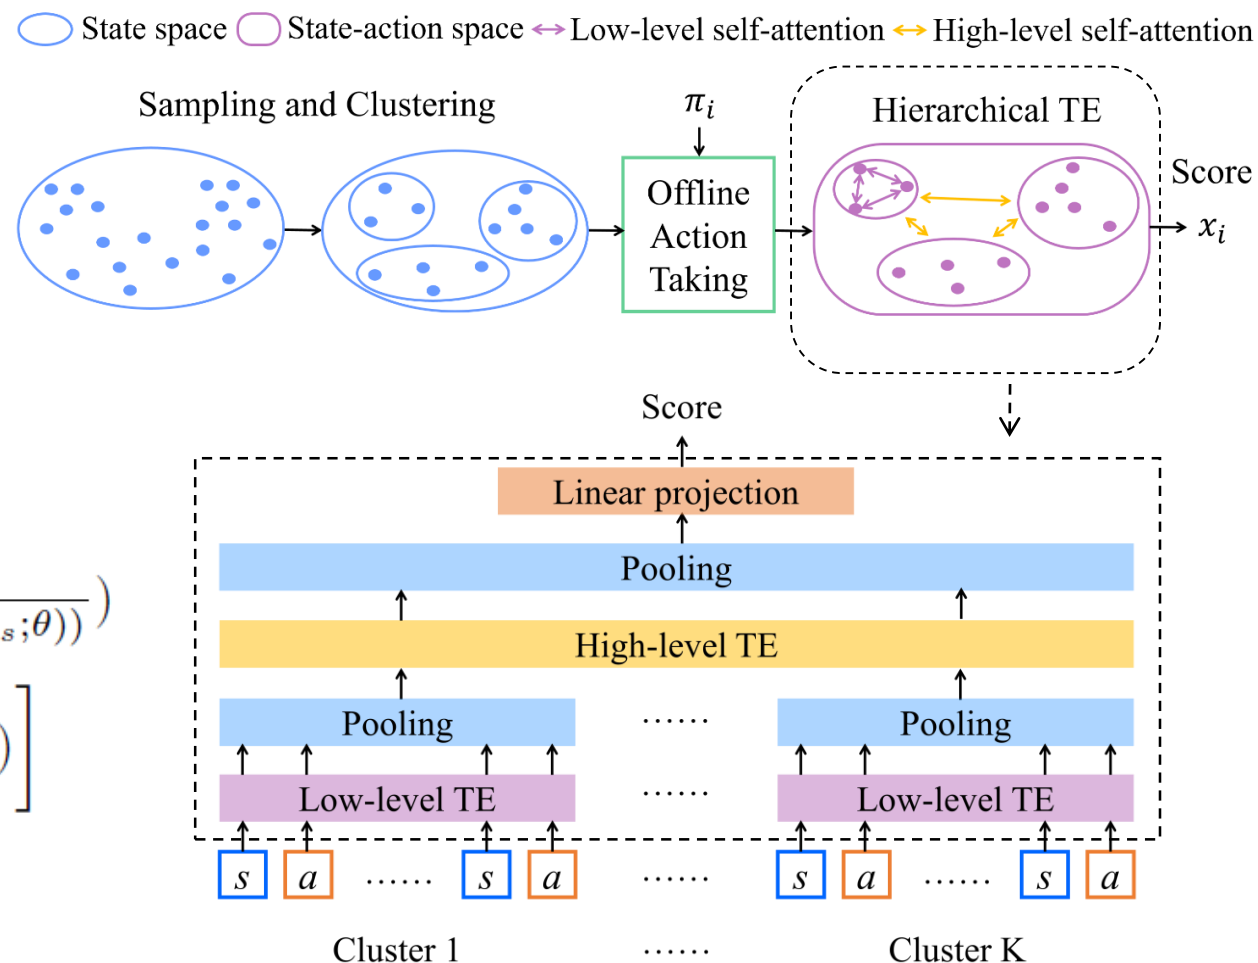 State space State-action space Low-level self-attention High-level self-attention
Sampling and Clustering
π_i
Hierarchical TE
Offline
Action
Taking
Score
x_i
Score
Linear projection
Pooling
High-level TE
Pooling ...... Pooling
Low-level TE ...... Low-level TE
s a ...... s a ...... s a ...... s a
Cluster 1 ...... Cluster K
s;θ)) )
)]